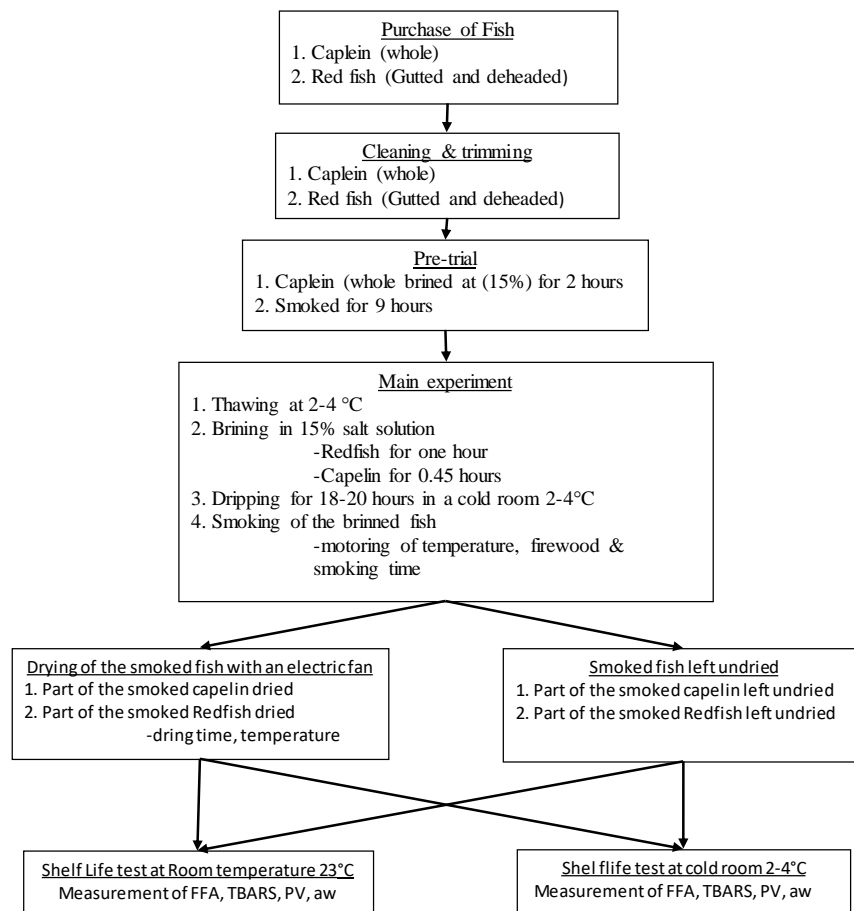 Purchase of Fish
1. Caplein (whole)
2. Red fish (Gutted and deheaded)
Cleaning & trimming
1. Caplein (whole)
2. Red fish (Gutted and deheaded)
Pre-trial
1. Caplein (whole brined at (15%) for 2 hours
2. Smoked for 9 hours
Main experiment
1. Thawing at 2-4 °C
2. Brining in 15% salt solution
-Redfish for one hour
-Capelin for 0.45 hours
3. Dripping for 18-20 hours in a cold room 2-4°C
4. Smoking of the brinned fish
-motoring of temperature, firewood &
smoking time
Drying of the smoked fish with an electric fan
1. Part of the smoked capelin dried
2. Part of the smoked Redfish dried
-dring time, temperature
Smoked fish left undried
1. Part of the smoked capelin left undried
2. Part of the smoked Redfish left undried
Shelf Life test at Room temperature 23°C
Measurement of FFA, TBARS, PV, aw
Shelf life test at cold room 2-4°C
Measurement of FFA, TBARS, PV, aw